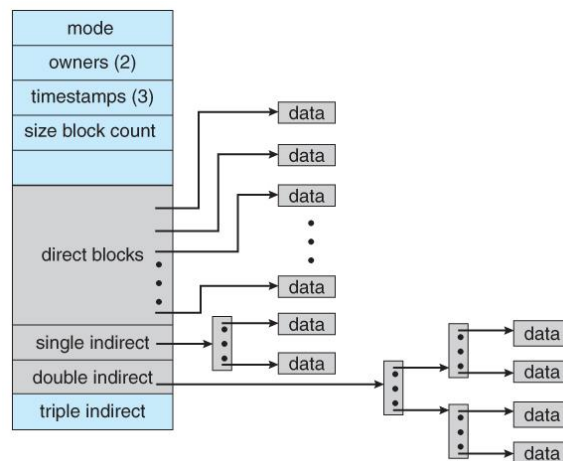 mode
owners (2)
timestamps (3)
size block count
data
data
data
direct blocks
data
single indirect
data
data
double indirect
triple indirect
data
data
data
data